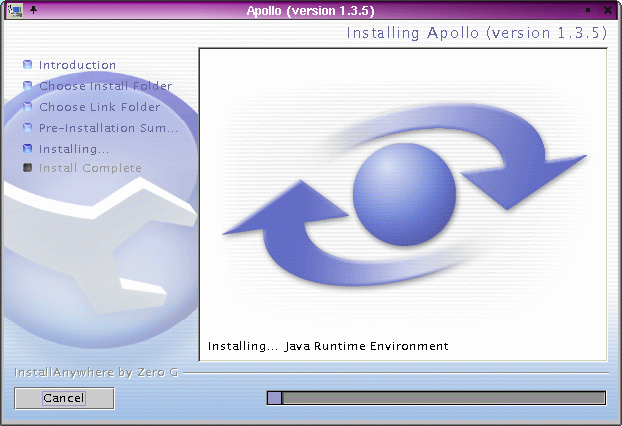 Apollo (version 1.3.5)
Installing Apollo (version 1.3.5)
Introduction
Choose Install Folder
Choose Link Folder
Pre-Installation Sum...
Installing...
Install Complete
Installing... Java Runtime Environment
InstallAnywhere by Zero G
Cancel